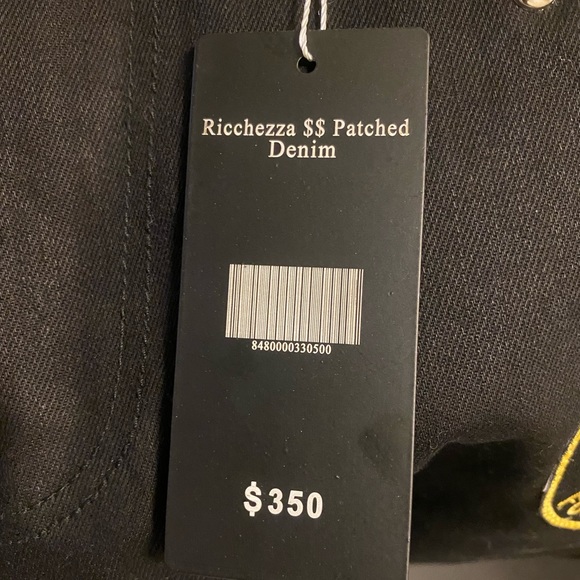 Ricchezza $$ Patched
Denim
8480000330500
$350